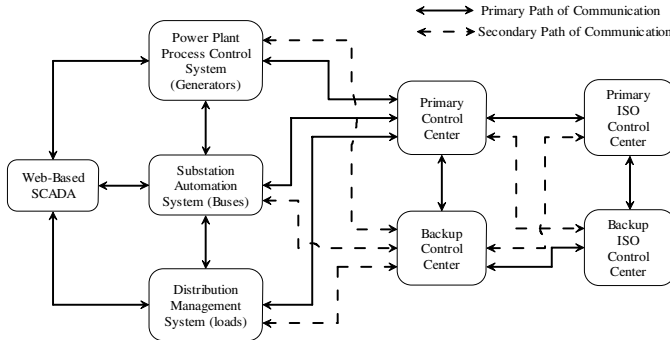 Primary Path of Communication
Secondary Path of Communication
Power Plant
Process Control
System
(Generators)
Primary
Control
Center
Primary
ISO
Control
Center
Web-Based
SCADA
Substation
Automation
System (Buses)
Backup
Control
Center
Backup
ISO
Control
Center
Distribution
Management
System (loads)